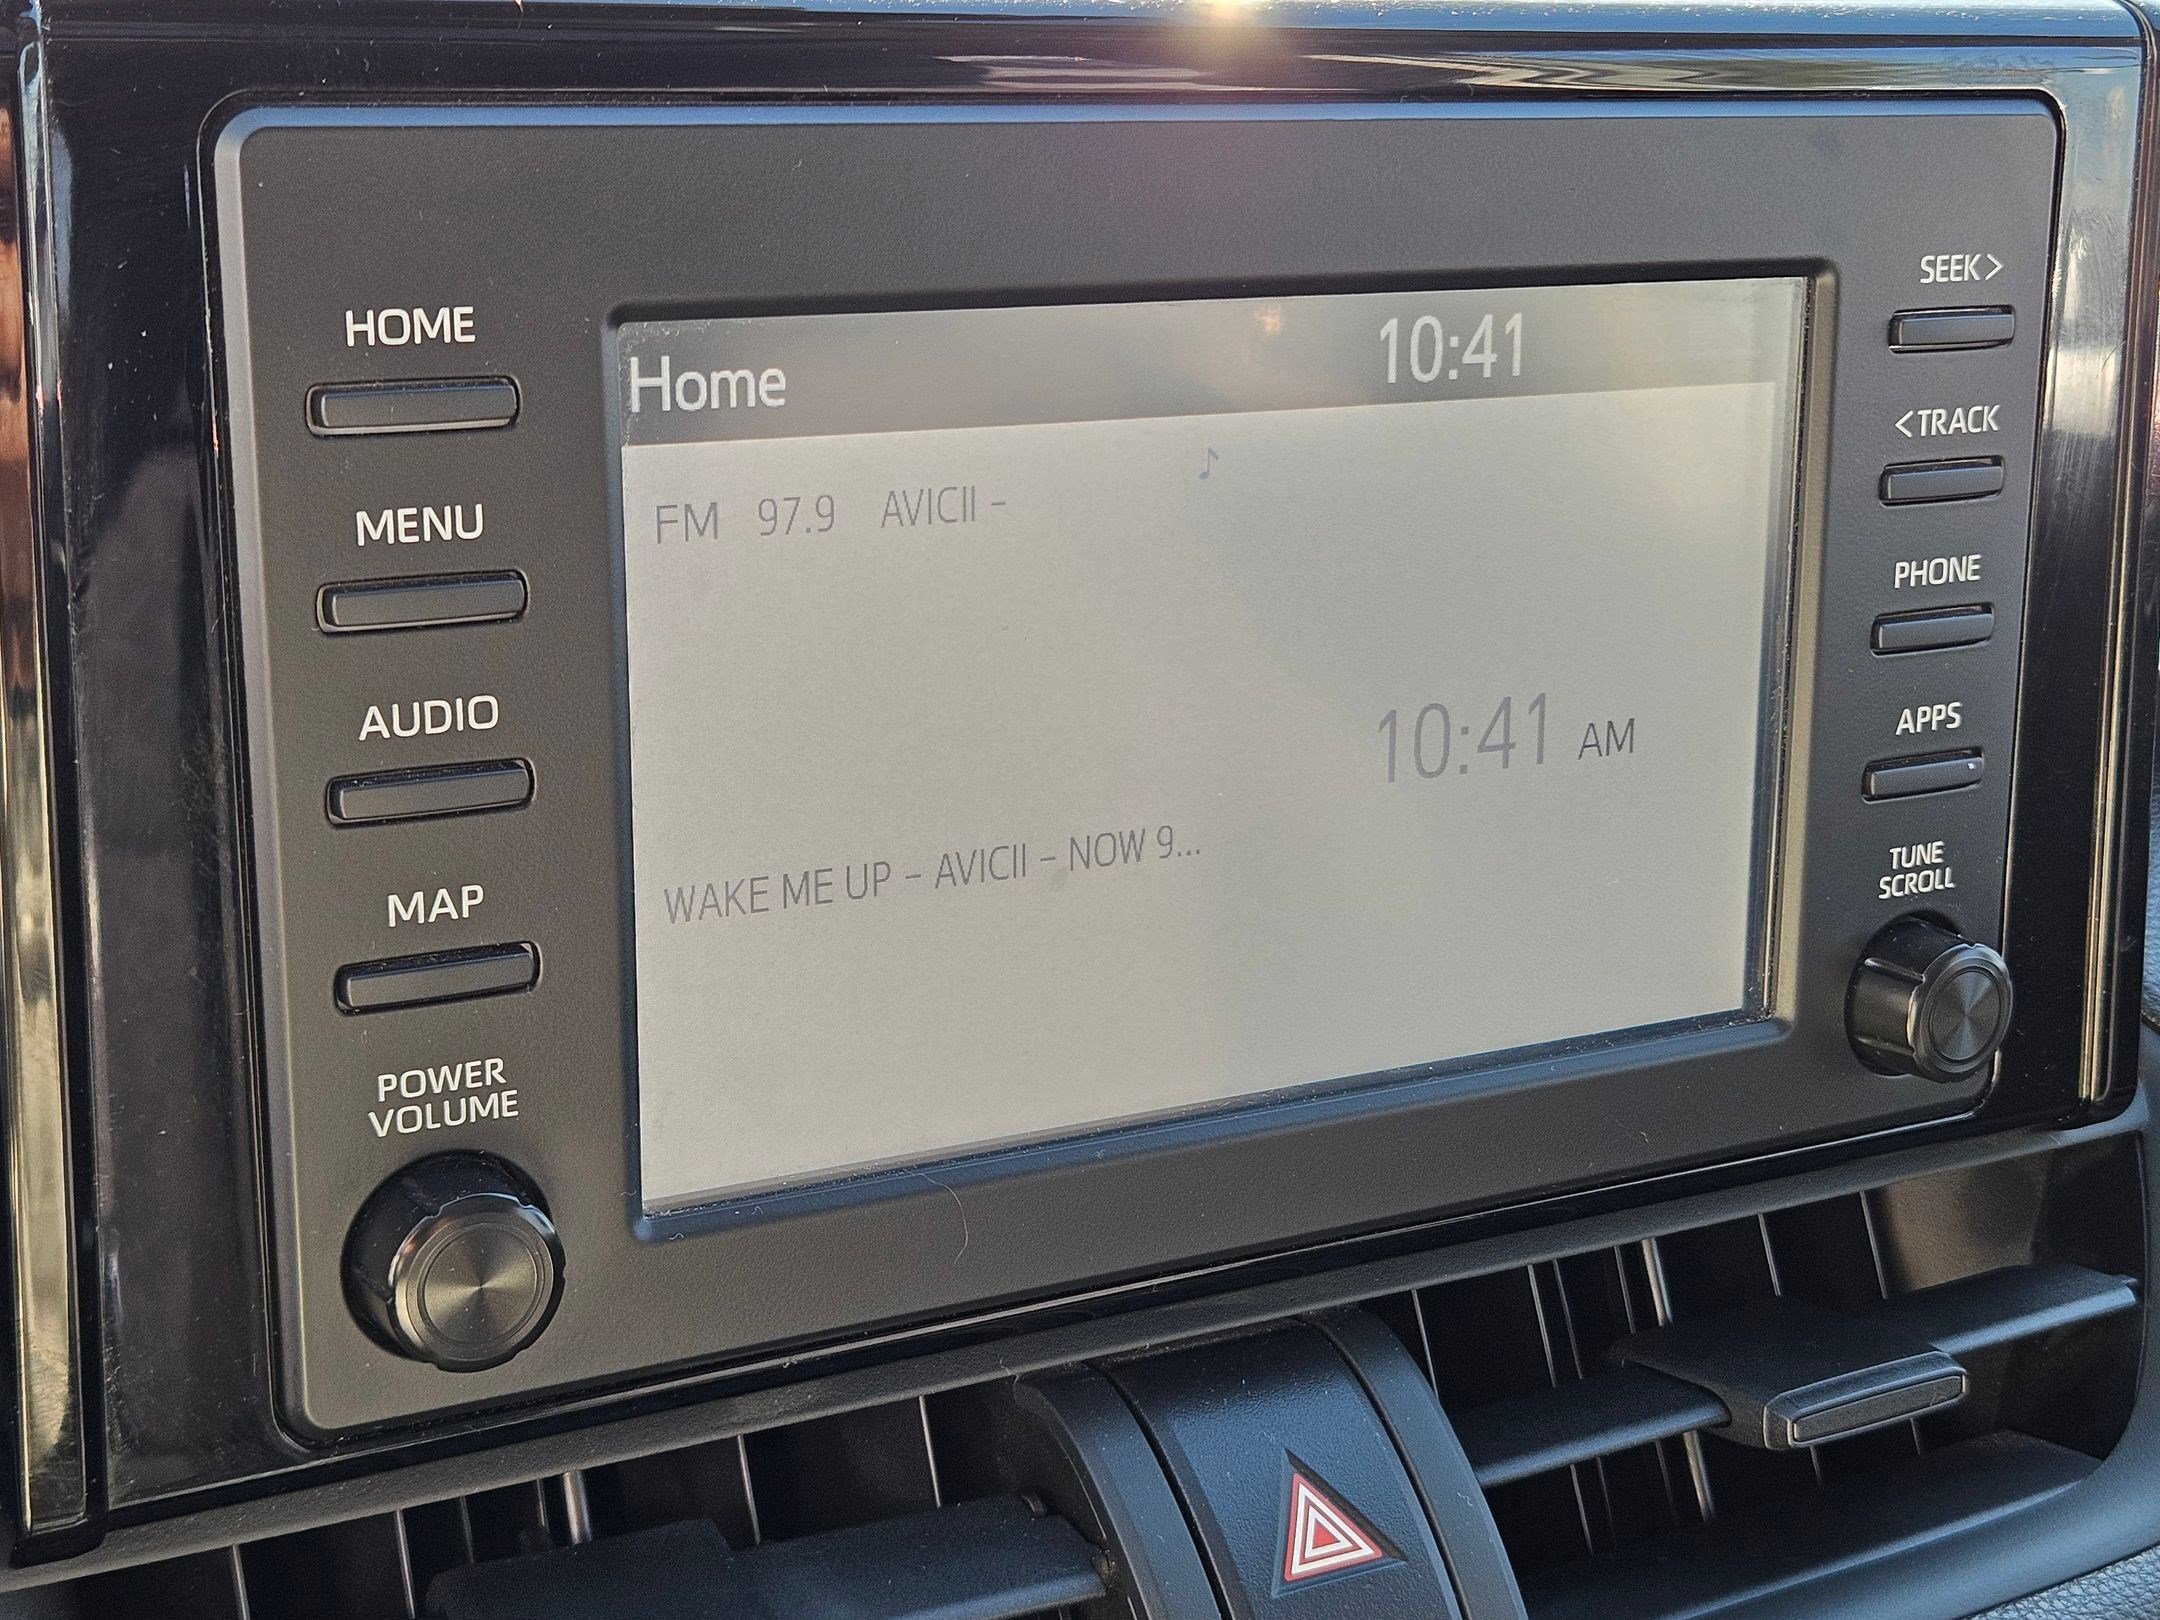 HOME
MENU
AUDIO
MAP
POWER
VOLUME
Home 10:41
FM 97.9 AVICII -
10:41 AM
WAKE ME UP - AVICII - NOW 9...
SEEK >
< TRACK
PHONE
APPS
TUNE
SCROLL